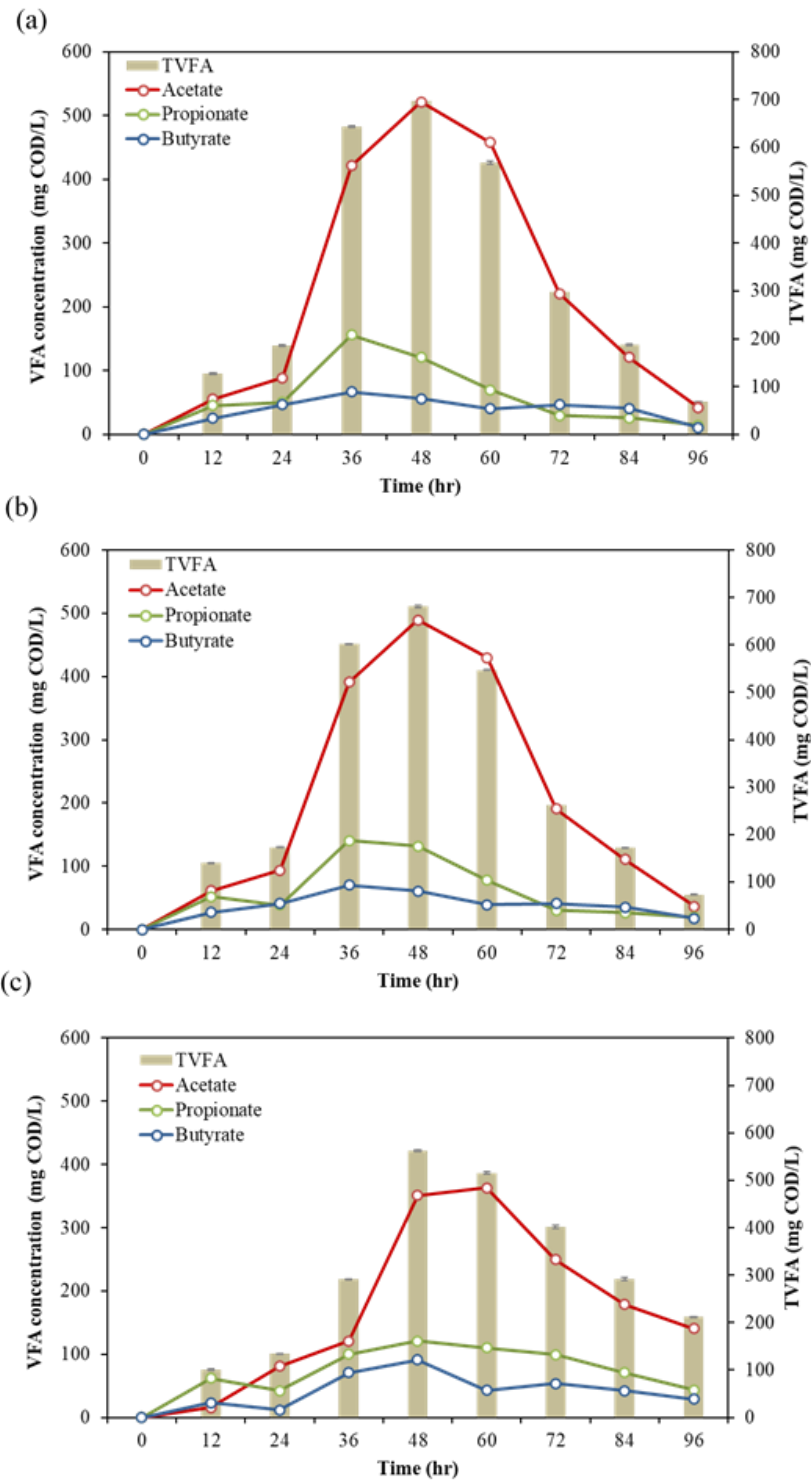 (a)
600
500
400
300
200
100
0
VFA concentration (mg COD/L)
TVFA
Acetate
Propionate
Butyrate
800
700
600
500
400
300
200
100
0
TVFA (mg COD/L)
0 12 24 36 48 60 72 84 96
Time (hr)
(b)
600
500
400
300
200
100
0
VFA concentration (mg COD/L)
TVFA
Acetate
Propionate
Butyrate
800
700
600
500
400
300
200
100
0
TVFA (mg COD/L)
0 12 24 36 48 60 72 84 96
Time (hr)
(c)
600
500
400
300
200
100
0
VFA concentration (mg COD/L)
TVFA
Acetate
Propionate
Butyrate
800
700
600
500
400
300
200
100
0
TVFA (mg COD/L)
0 12 24 36 48 60 72 84 96
Time (hr)